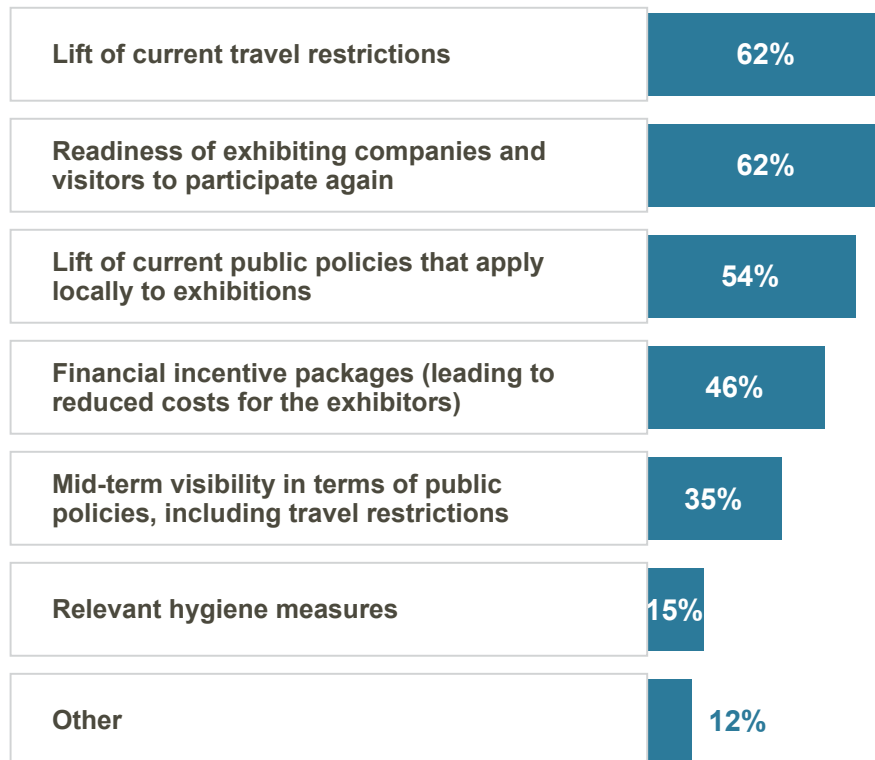 Lift of current travel restrictions
62%
Readiness of exhibiting companies and
visitors to participate again
62%
Lift of current public policies that apply
locally to exhibitions
54%
Financial incentive packages (leading to
reduced costs for the exhibitors)
46%
Mid-term visibility in terms of public
policies, including travel restrictions
35%
Relevant hygiene measures
15%
Other
12%